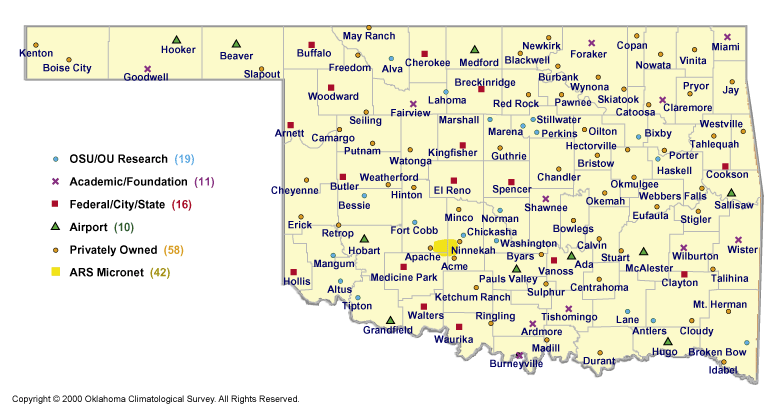 May Ranch
Kenton
Hooker
Beaver
Buffalo
Newkirk
Copan
Miami
Boise City
Goodwell
Slapout
Freedom
Alva
Cherokee
Medford
Blackwell
Foraker
Nowata
Vinita
Breckinridge
Burbank
Wynona
Pryor
Jay
Woodward
Lahoma
Red Rock
Pawnee
Skiatook
Claremore
Fairview
Catoosa
Seiling
Marshall
Stillwater
Westville
Arnett
Camargo
Marena
Perkins
Oilton
Bixby
Tahlequah
Putnam
Watonga
Kingfisher
Guthrie
Hectorville
Porter
Bristow
Haskell
OSU/OU Research (19)
Academic/Foundation (11)
Federal/City/State (16)
Airport (10)
Privately Owned (58)
ARS Micronet (42)
Cheyenne
Butler
Weatherford
Hinton
El Reno
Spencer
Chandler
Okmulgee
Cookson
Bessie
Webbers Falls
Okemah
Sallisaw
Shawnee
Erick
Retrop
Minco
Norman
Eufaula
Stigler
Fort Cobb
Chickasha
Bowlegs
Hobart
Washington
Calvin
Ninnekah
Apache
Acme
Byars
Stuart
Wilburton
Wister
Mangum
Ada
McAlester
Hollis
Medicine Park
Pauls Valley
Vanoss
Talihina
Clayton
Altus
Ketchum Ranch
Sulphur
Centrahoma
Tipton
Mt. Herman
Walters
Ringling
Tishomingo
Lane
Grandfield
Ardmore
Antlers
Cloudy
Waurika
Madill
Hugo
Broken Bow
Burneyville
Durant
Idabel
Copyright © 2000 Oklahoma Climatological Survey. All Rights Reserved.